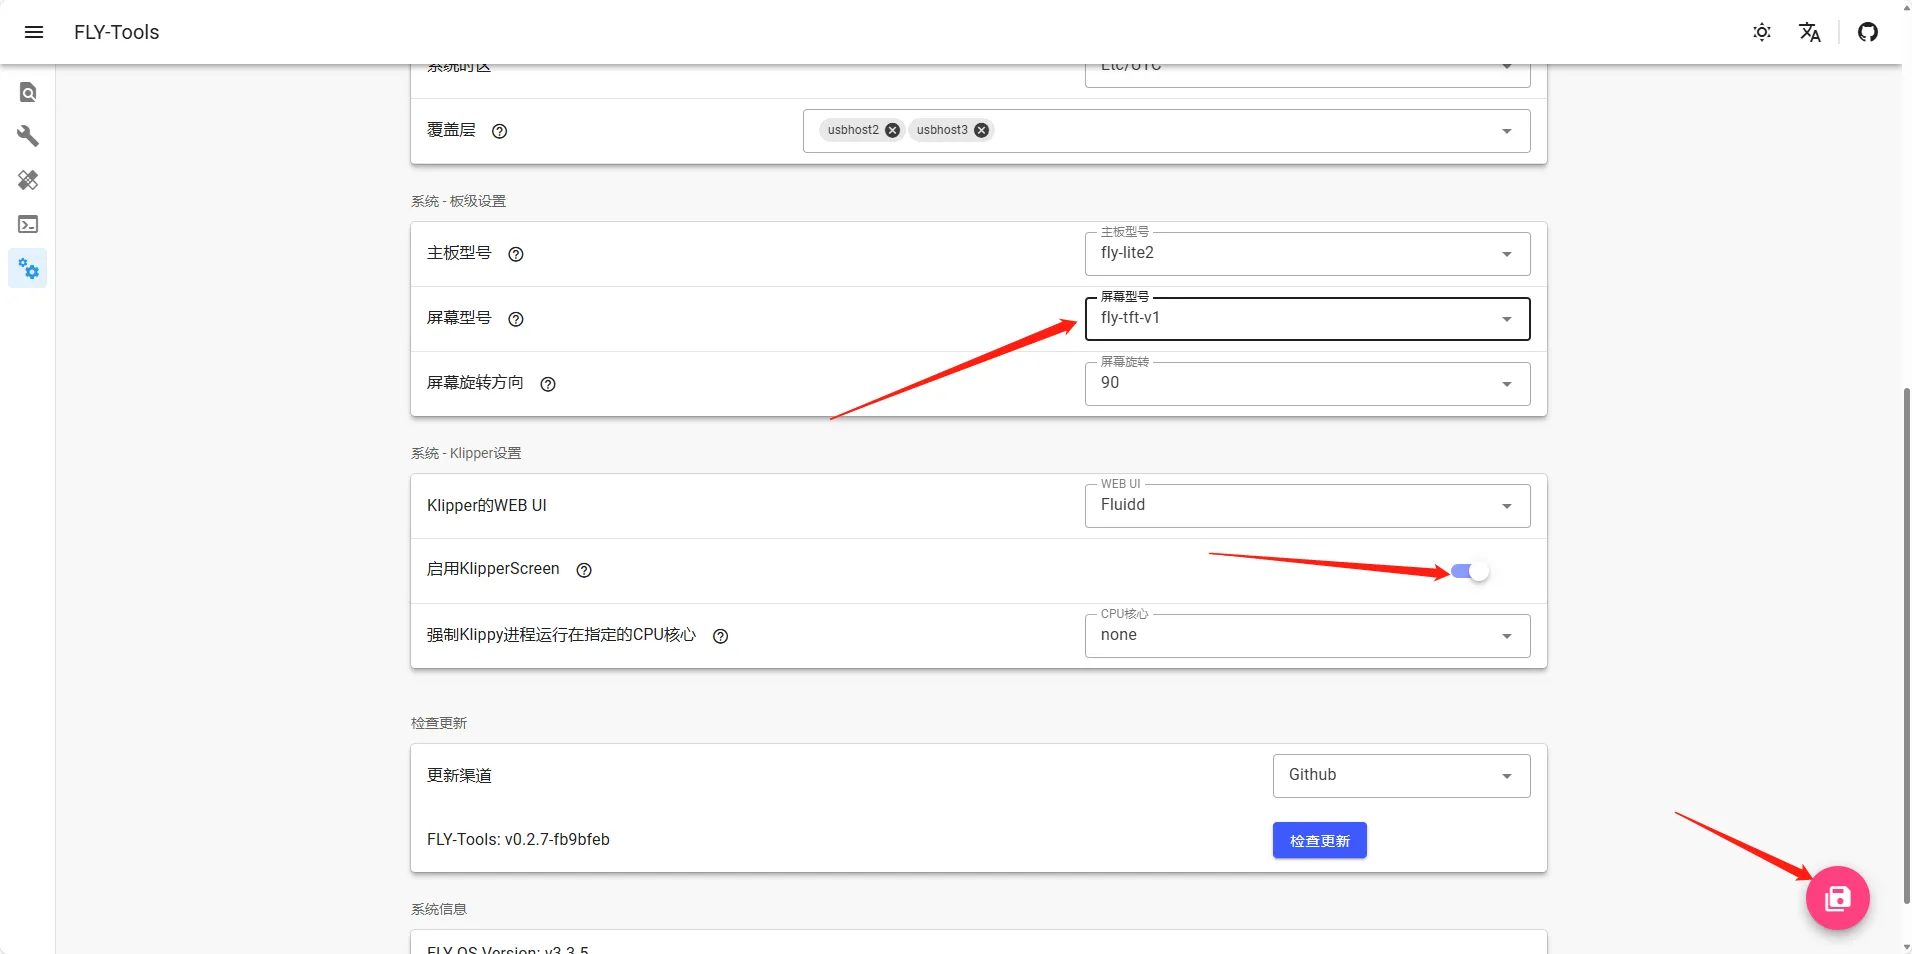 FLY-Tools
系统时区
Etc/UTC
覆盖层
usbhost2
usbhost3
系统 - 板级设置
主板型号
主板型号
fly-lite2
屏幕型号
屏幕型号
fly-tft-v1
屏幕旋转方向
屏幕旋转
90
系统 - Klipper设置
Klipper的WEB UI
WEB UI
Fluidd
启用KlipperScreen
强制Klippy进程运行在指定的CPU核心
CPU核心
none
检查更新
更新渠道
Github
FLY-Tools: v0.2.7-fb9bfeb
检查更新
系统信息
FLY OS Version: v3.3.5